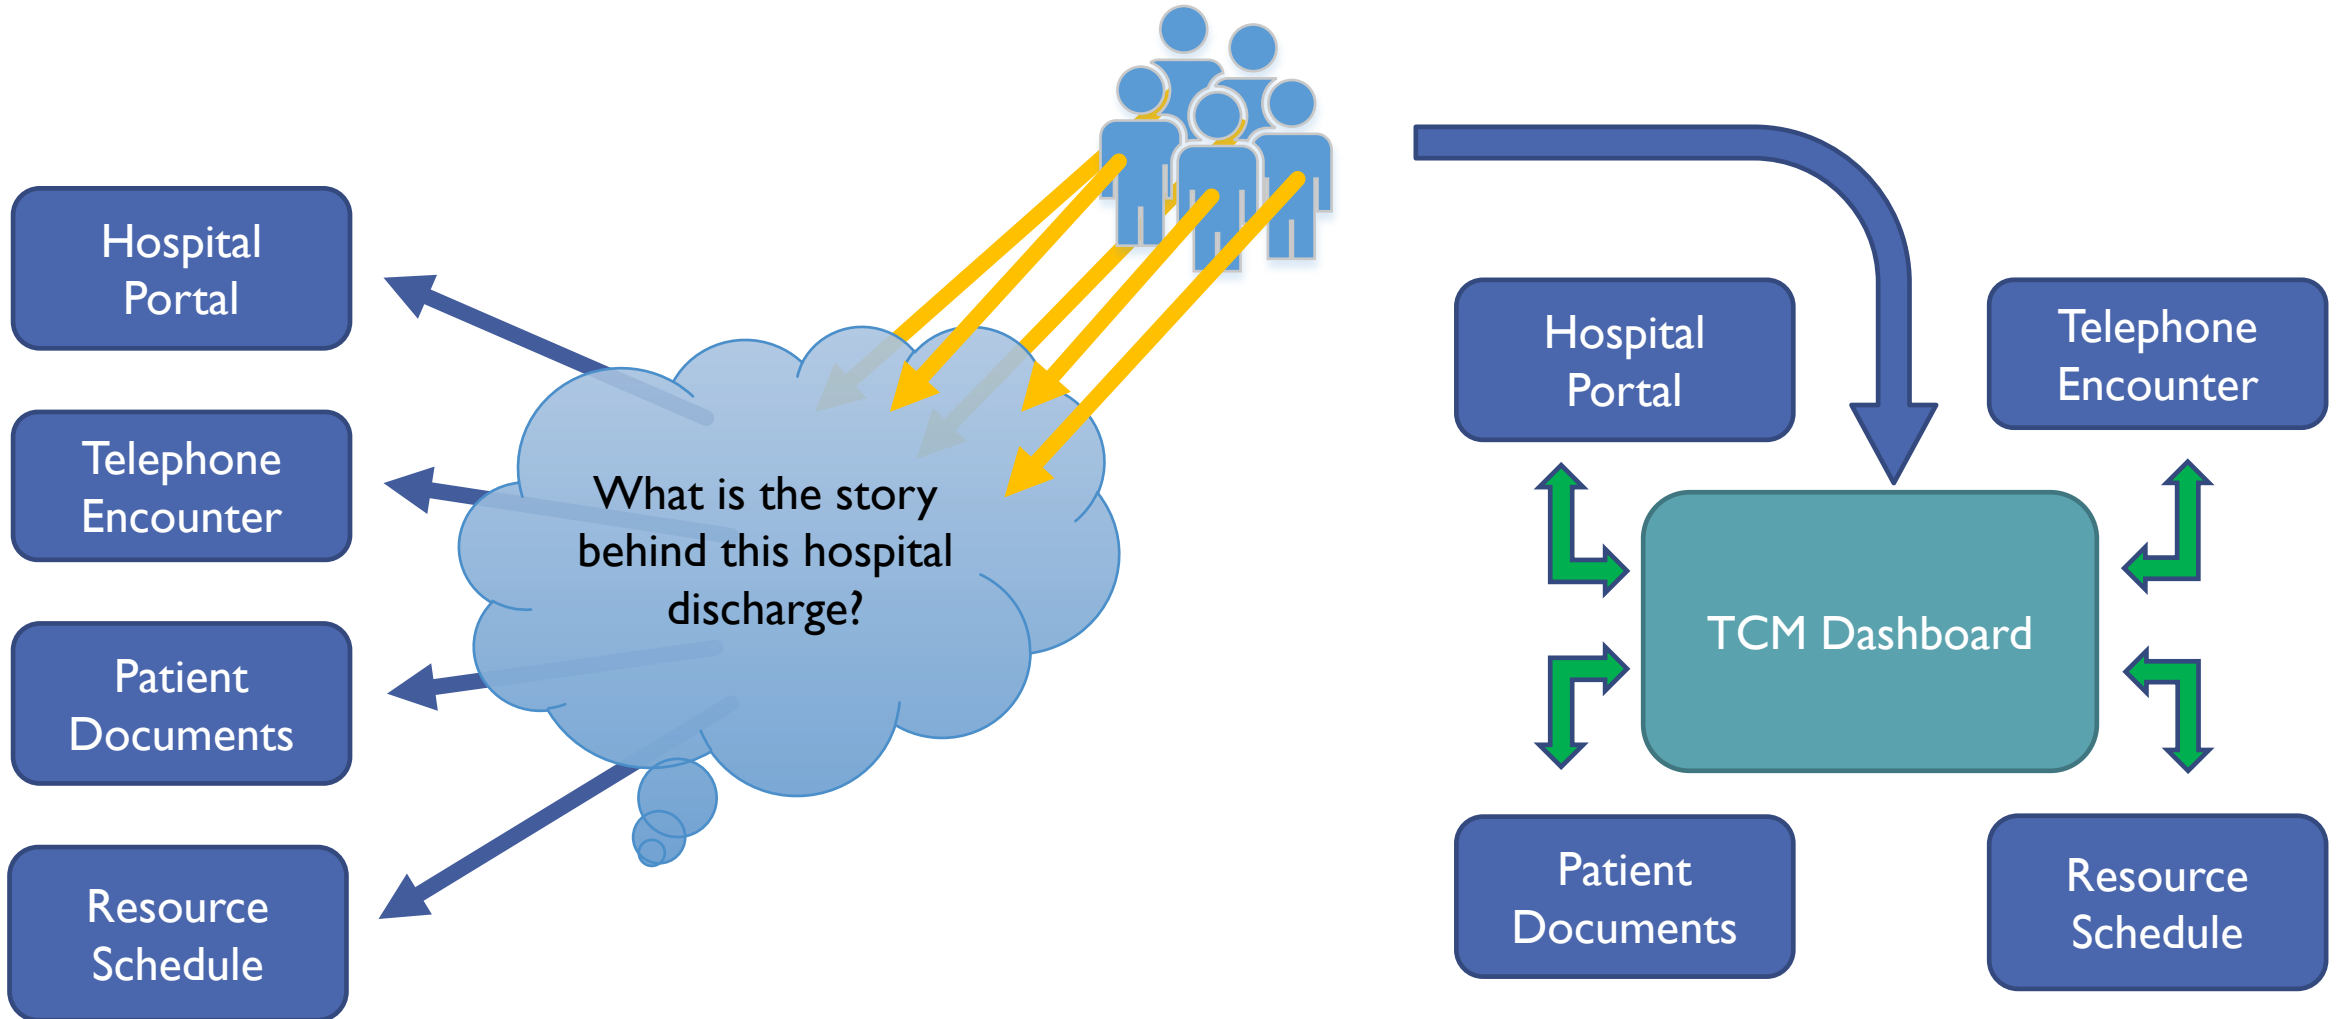 Hospital
Portal
Telephone
Encounter
Patient
Documents
Resource
Schedule
What is the story
behind this hospital
discharge?
Hospital
Portal
Telephone
Encounter
TCM Dashboard
Patient
Documents
Resource
Schedule